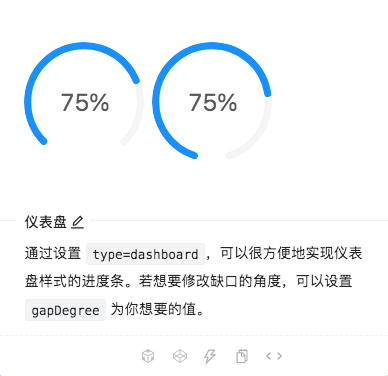 75% 75%
仪表盘
通过设置 type=dashboard，可以很方便地实现仪表
盘样式的进度条。若想要修改缺口的角度，可以设置
gapDegree 为你想要的值。